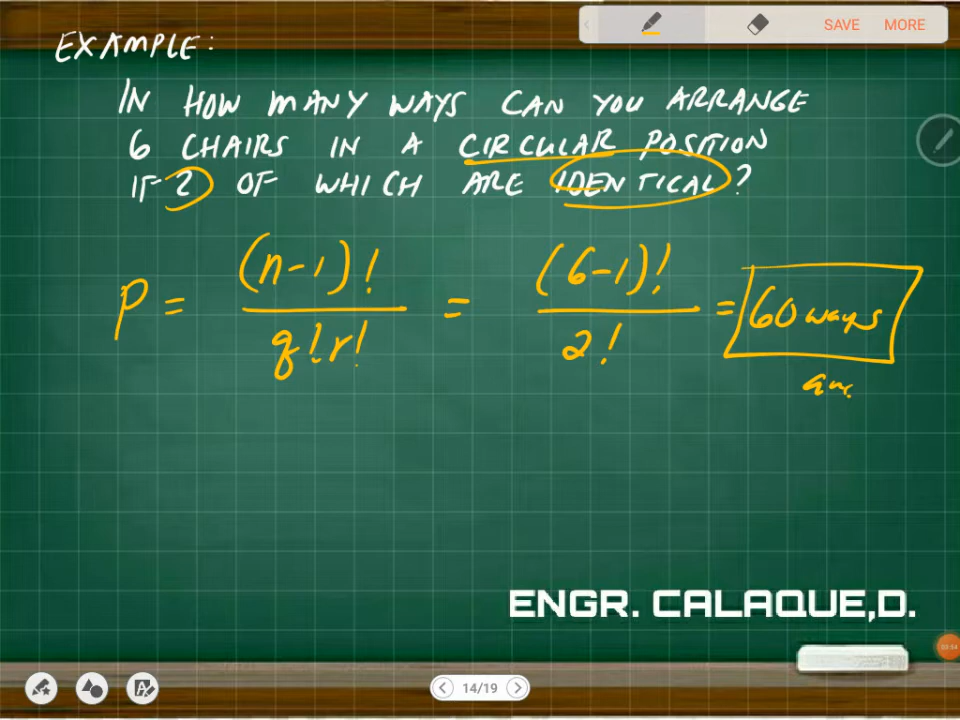 SAVE MORE
EXAMPLE:
IN HOW MANY WAYS CAN YOU ARRANGE
6 CHAIRS IN A CIRCULAR POSITION
IF 2 OF WHICH ARE IDENTICAL?
P = (n-1)! / q!r! = (6-1)! / 2! = 60 ways
ans.
ENGR. CALAQUE,D.
14/19